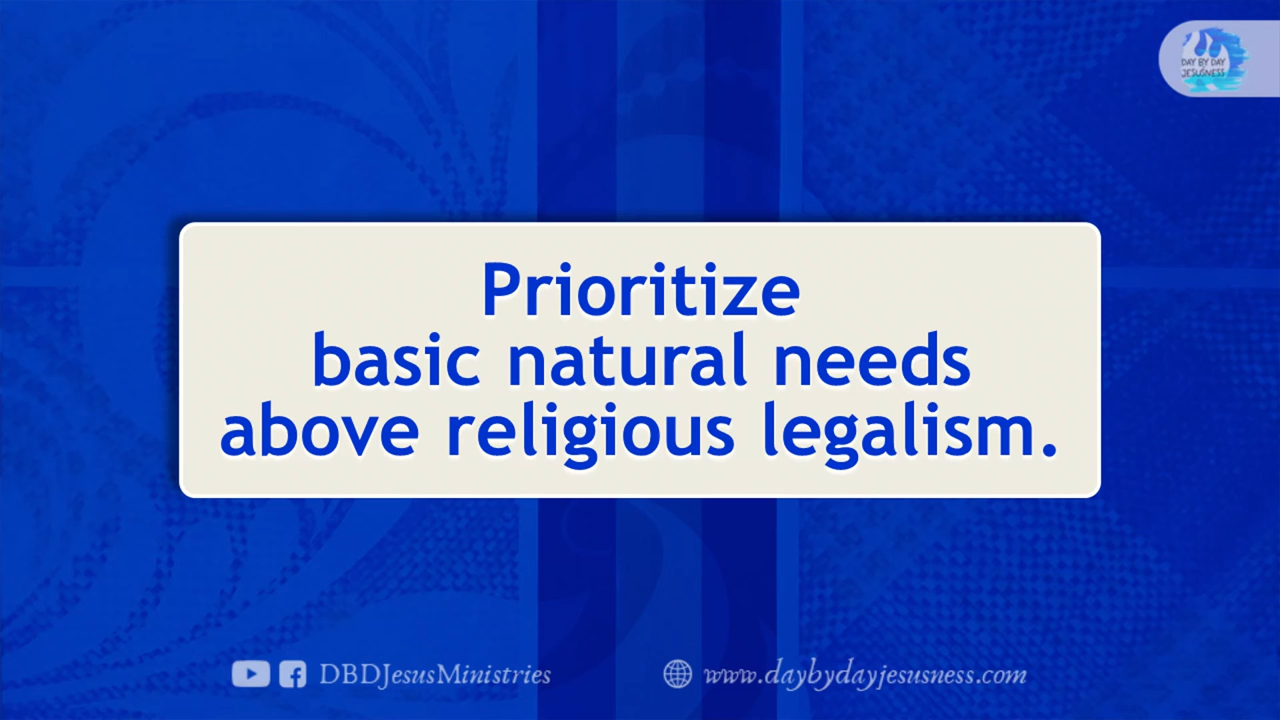 DAY BY DAY
JESUSNESS
Prioritize
basic natural needs
above religious legalism.
DBDJesusMinistries
www.daybydayjesusness.com